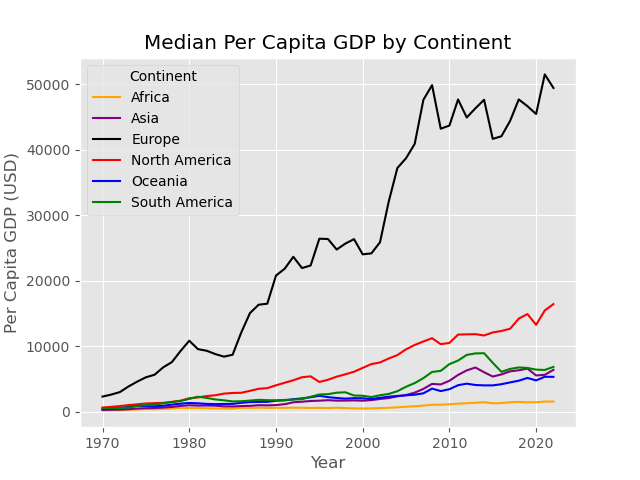 Median Per Capita GDP by Continent
Continent
Africa
Asia
Europe
North America
Oceania
South America
Per Capita GDP (USD)
50000
40000
30000
20000
10000
0
1970 1980 1990 2000 2010 2020
Year